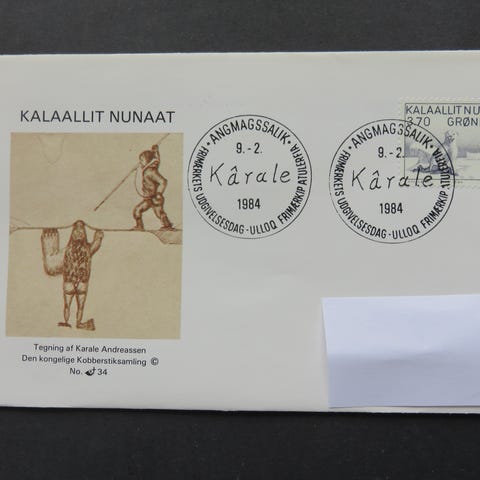 KALAALLIT NUNAAT
Tegning af Karale Andreassen
Den kongelige Kobberstiksamling ©
No. 34
ANGMAGSSALIK
9.-2.
Kârale
1984
FRIMÆRKETS UDGIVELSESDAG - ULLOQ FRIMÆRKIP ATULERFIA
ANGMAGSSALIK
9.-2.
Kârale
1984
FRIMÆRKETS UDGIVELSESDAG - ULLOQ FRIMÆRKIP ATULERFIA
KALAALLIT NU
3.70 GRØN